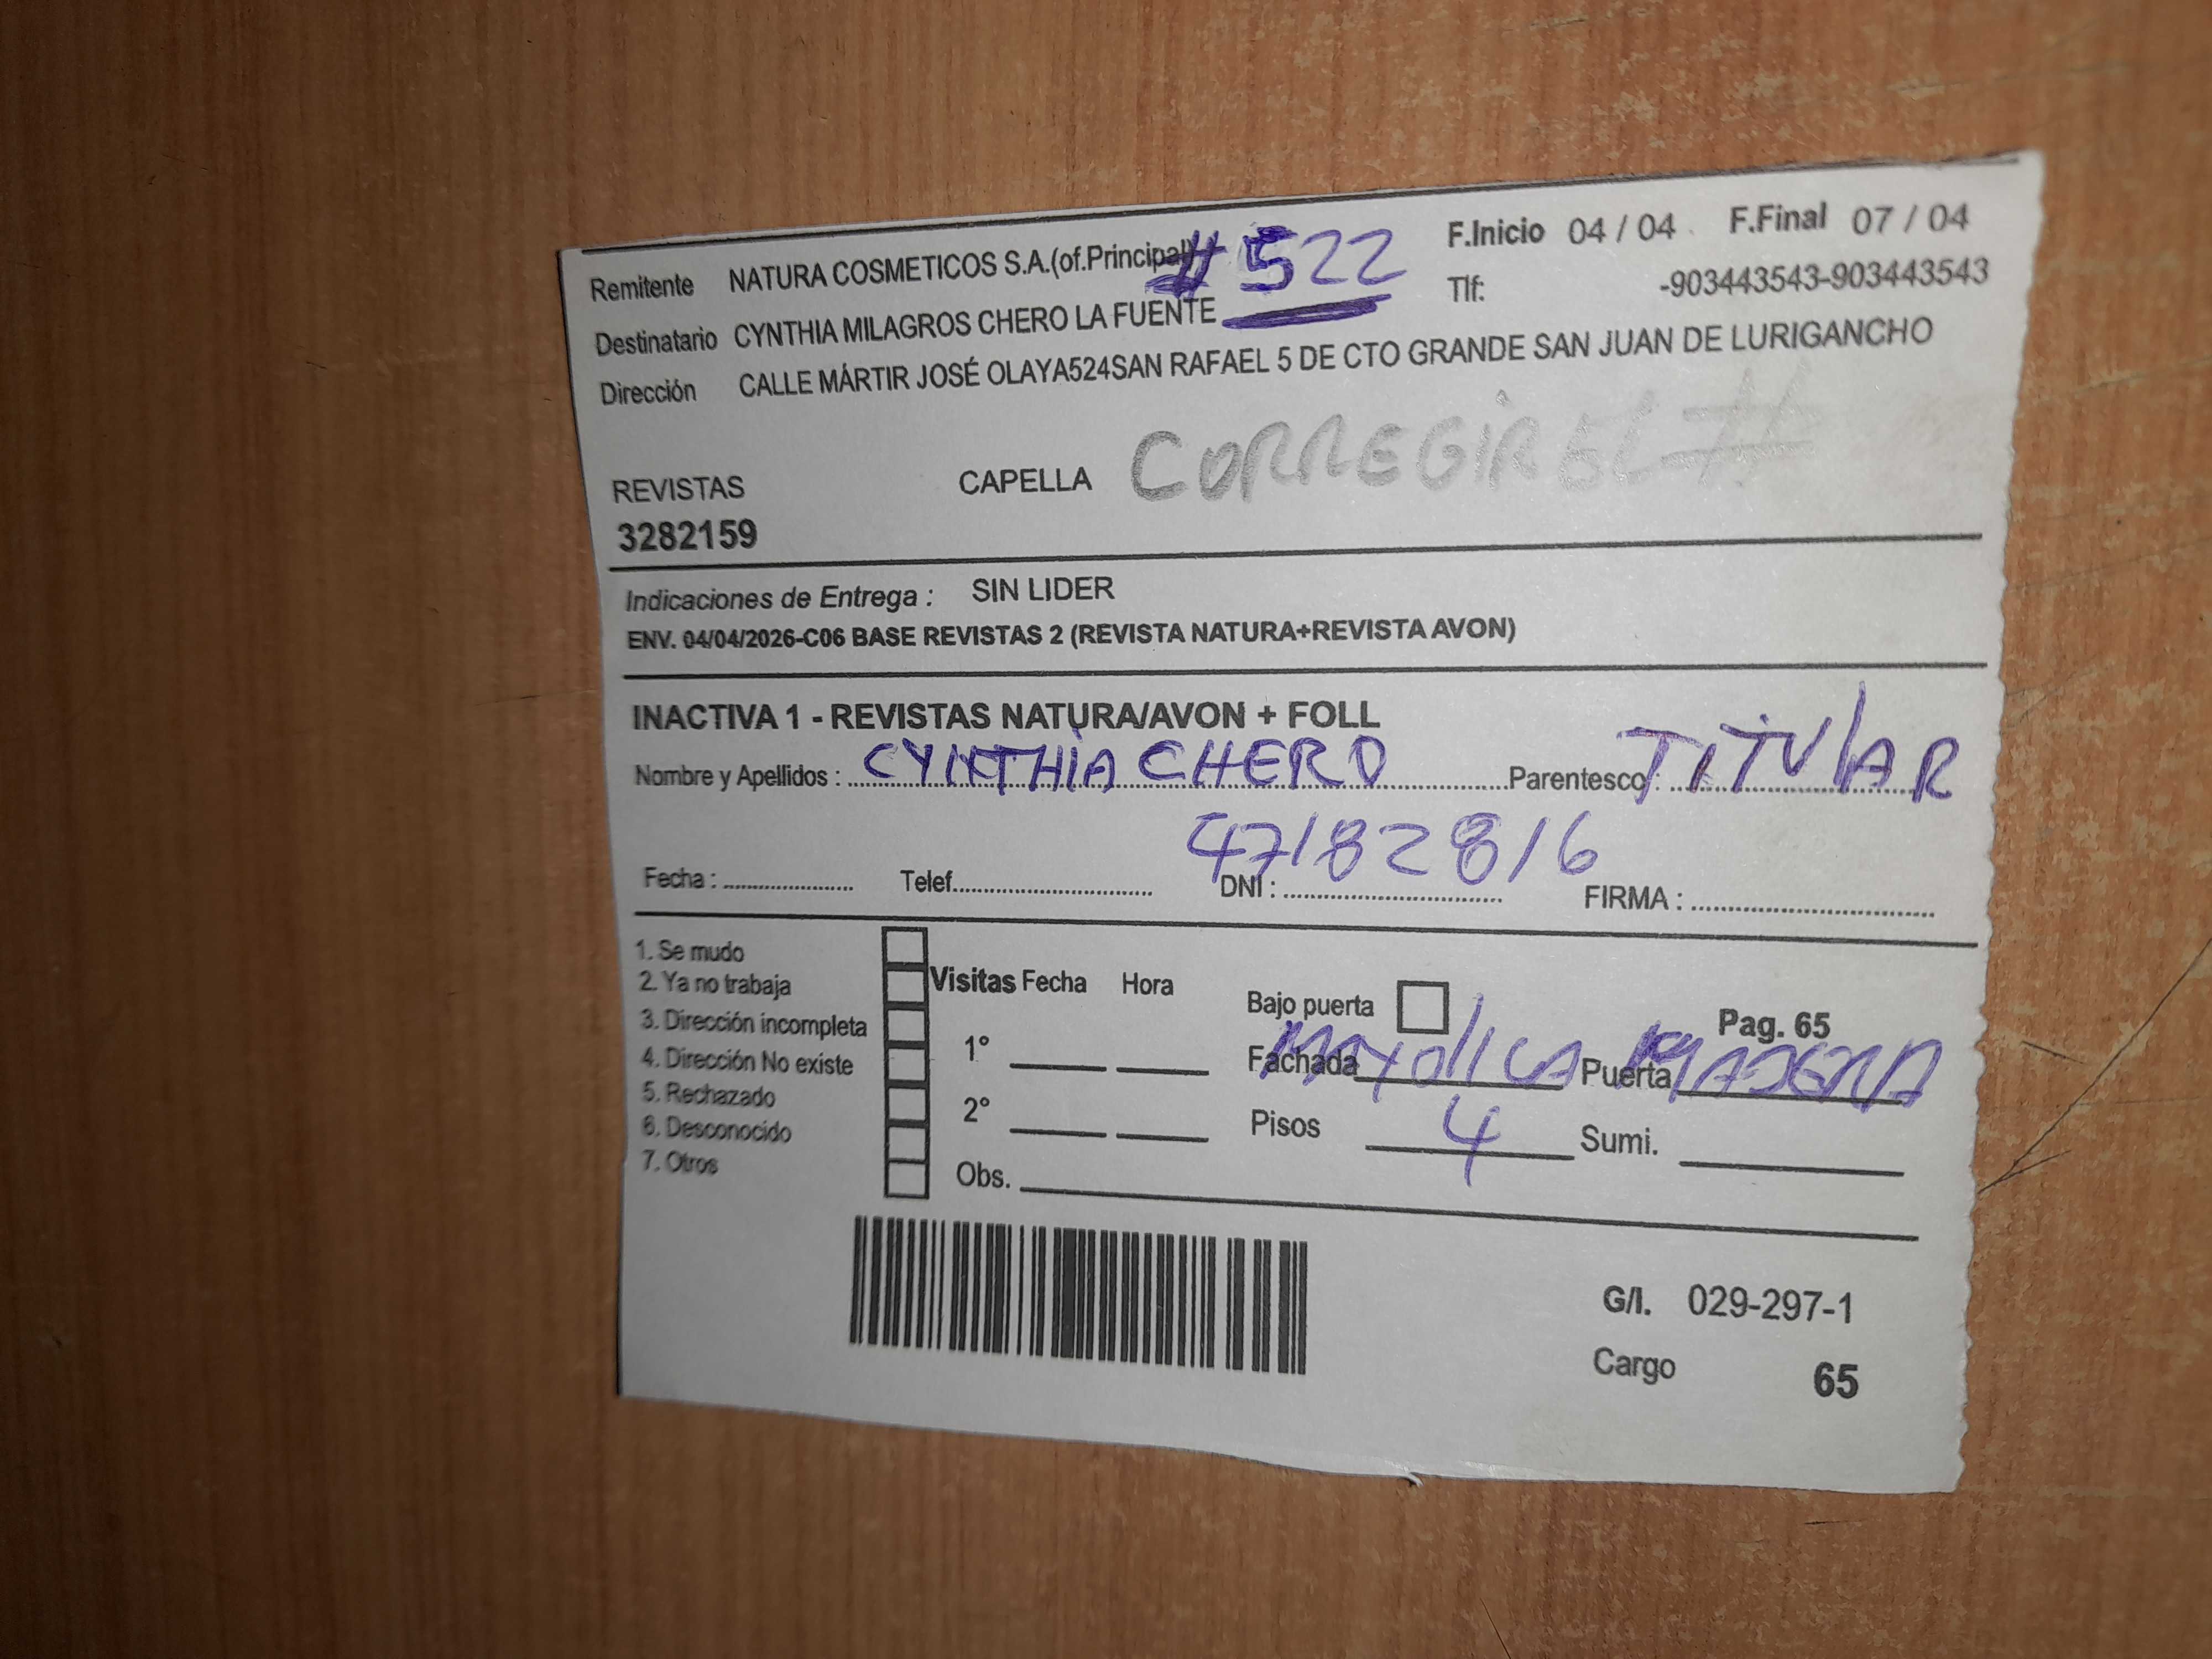 Remitente NATURA COSMETICOS S.A.(of.Principal) # 522 F.Inicio 04 / 04 F.Final 07 / 04
Destinatario CYNTHIA MILAGROS CHERO LA FUENTE Tlf: -903443543-903443543
Dirección CALLE MÁRTIR JOSÉ OLAYA524SAN RAFAEL 5 DE CTO GRANDE SAN JUAN DE LURIGANCHO
REVISTAS CAPELLA CORREGIR EL #
3282159
Indicaciones de Entrega : SIN LIDER
ENV. 04/04/2026-C06 BASE REVISTAS 2 (REVISTA NATURA+REVISTA AVON)
INACTIVA 1 - REVISTAS NATURA/AVON + FOLL
Nombre y Apellidos : CYNTHIA CHERO Parentesco : TITULAR
Fecha : Telef. DNI : 47182816 FIRMA :
1. Se mudo
2. Ya no trabaja
3. Dirección incompleta
4. Dirección No existe
5. Rechazado
6. Desconocido
7. Otros
Visitas Fecha Hora
1°
2°
Obs.
Bajo puerta Pag. 65
Fachada MAYOLICA Puerta MADERA
Pisos 4 Sumi.
G/I. 029-297-1
Cargo 65